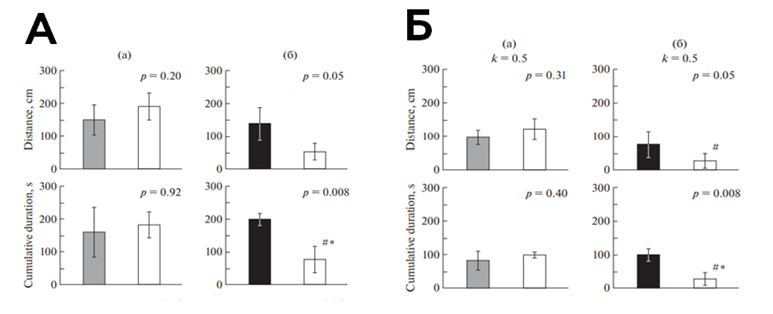 А
(а)
(б)
Distance, cm
300
200
100
0
p = 0.20
300
200
100
0
p = 0.05
Cumulative duration, s
300
200
100
0
p = 0.92
300
200
100
0
p = 0.008
#*
Б
(а)
k = 0.5
(б)
k = 0.5
Distance, cm
300
200
100
0
p = 0.31
300
200
100
0
p = 0.05
#
Cumulative duration, s
300
200
100
0
p = 0.40
300
200
100
0
p = 0.008
#*